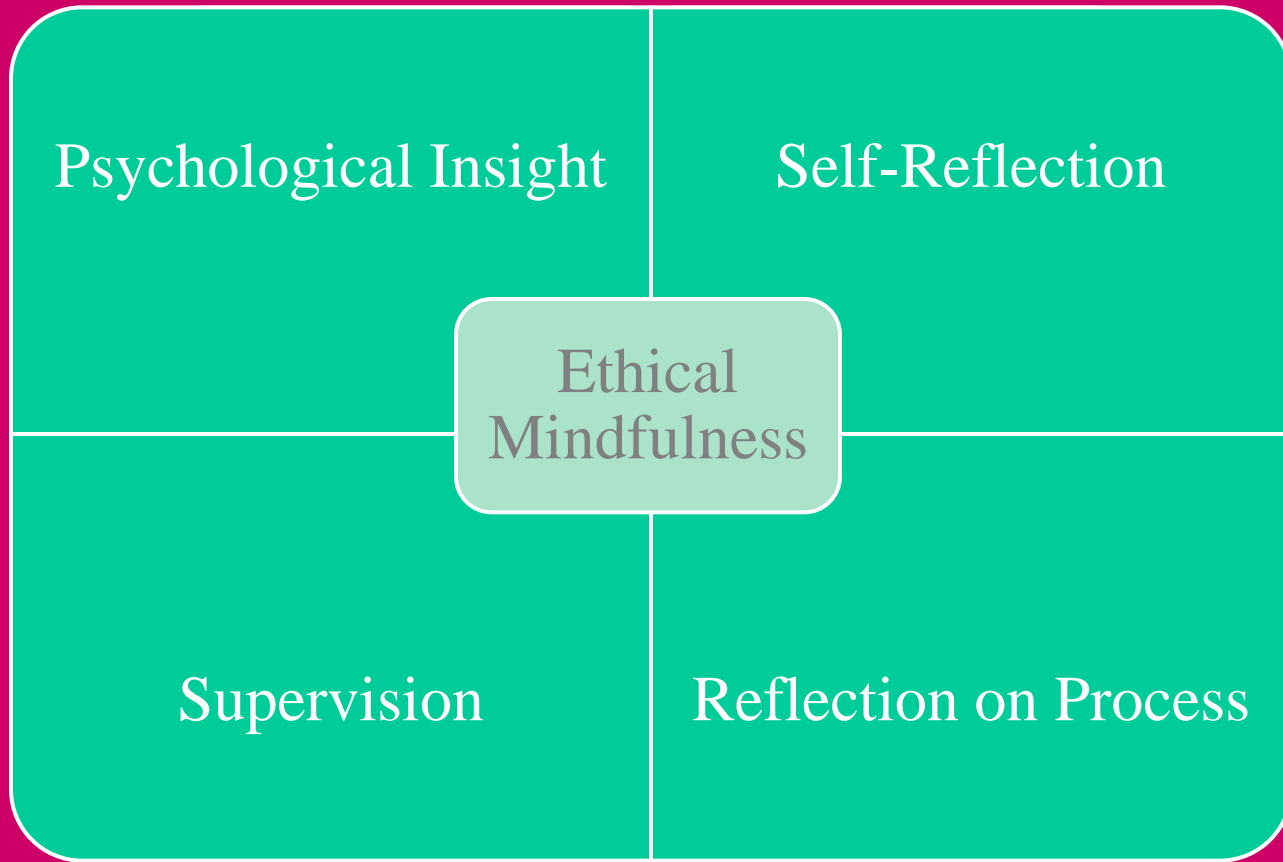 Psychological Insight
Self-Reflection
Ethical
Mindfulness
Supervision
Reflection on Process